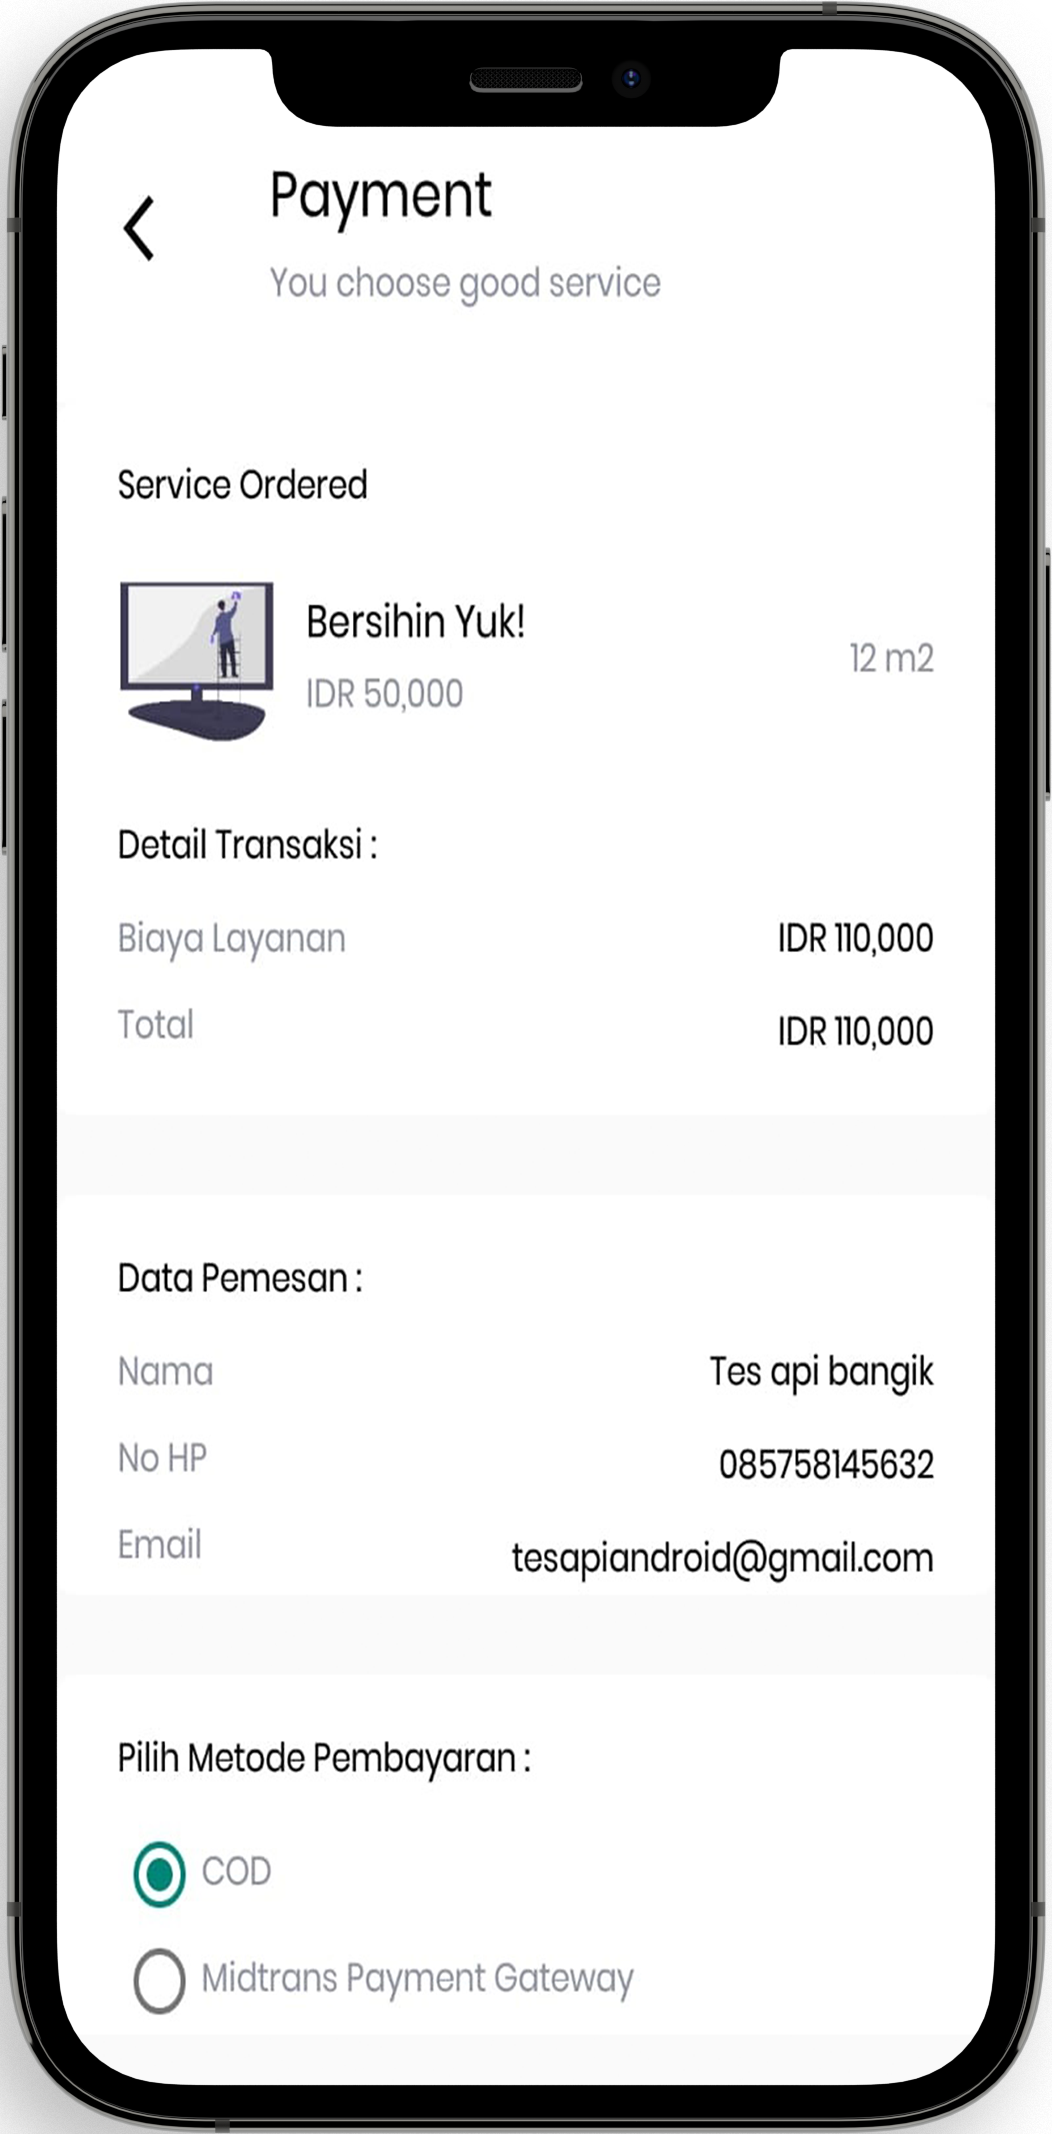 Payment
You choose good service
Service Ordered
Bersihin Yuk!
IDR 50,000
12 m2
Detail Transaksi :
Biaya Layanan IDR 110,000
Total IDR 110,000
Data Pemesan :
Nama Tes api bangik
No HP 085758145632
Email tesapiandroid@gmail.com
Pilih Metode Pembayaran :
COD
Midtrans Payment Gateway